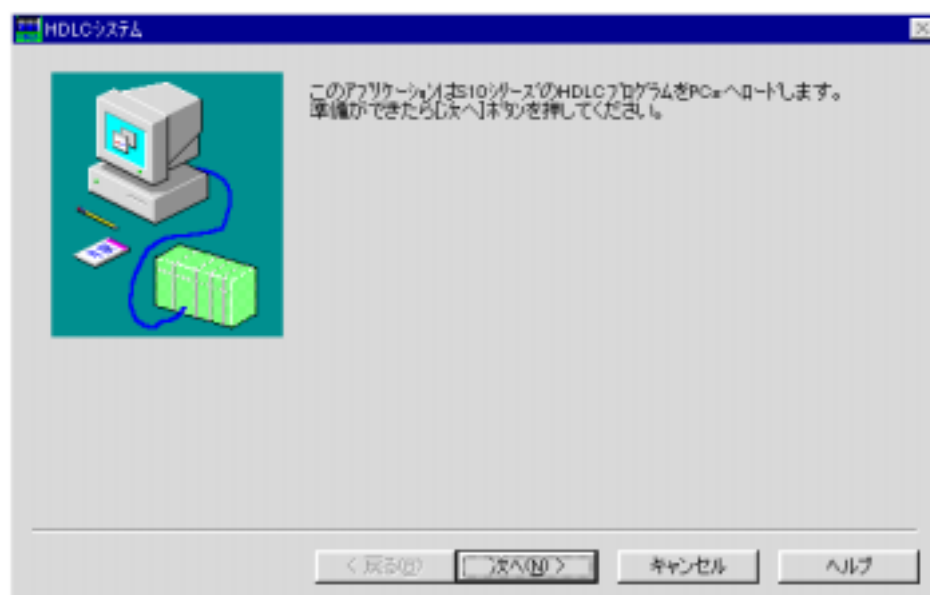 HDLCシステム
このアプリケーションはS10シリーズのHDLCプログラムをPCsへロードします。
準備ができたら[次へ]ボタンを押してください。
< 戻る(B)
次へ(N) >
キャンセル
ヘルプ